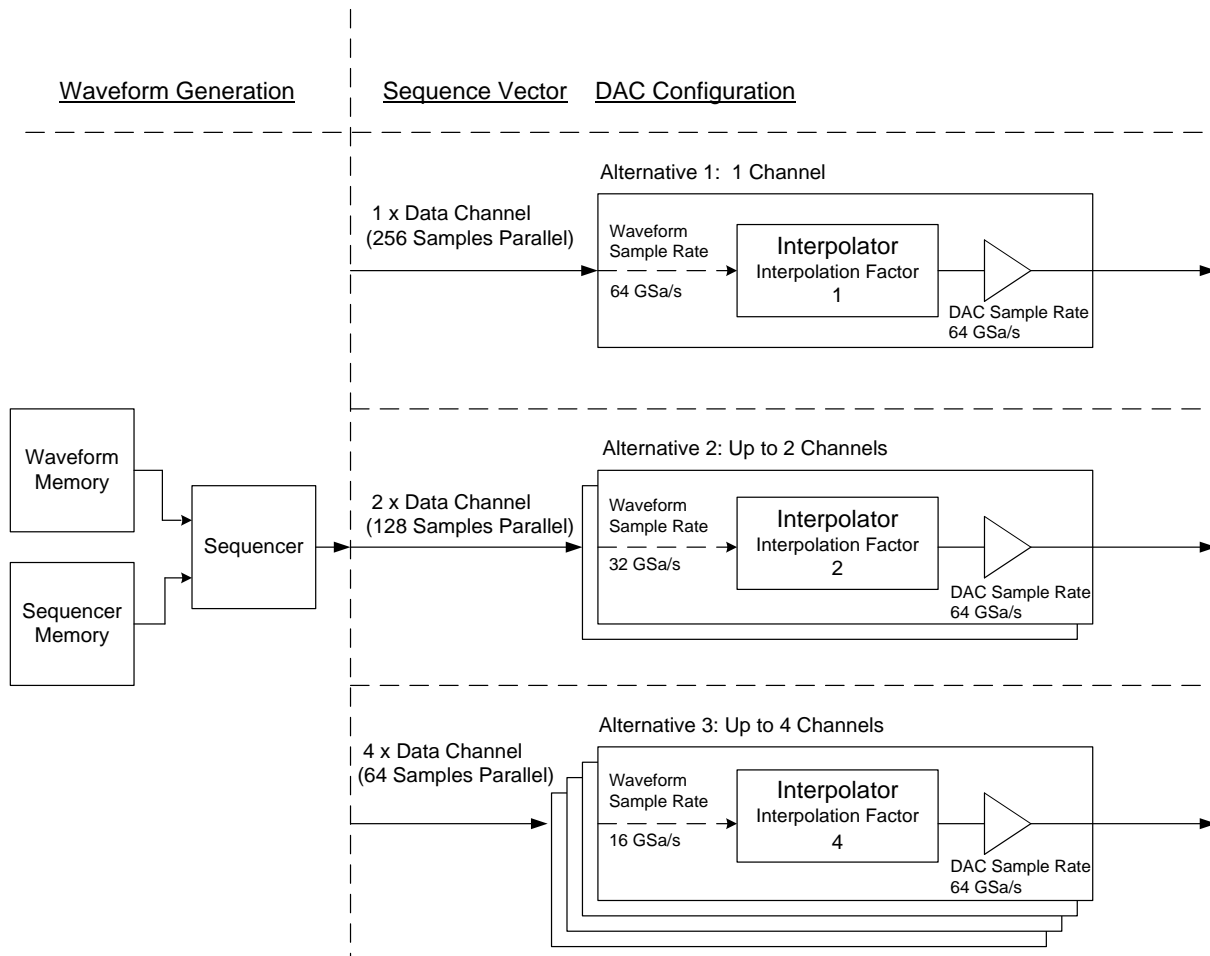 Waveform Generation
Sequence Vector
DAC Configuration
Alternative 1:  1 Channel
1 x Data Channel
(256 Samples Parallel)
Waveform
Sample Rate
64 GSa/s
Interpolator
Interpolation Factor
1
DAC Sample Rate
64 GSa/s
Waveform
Memory
Sequencer
Memory
Sequencer
Alternative 2: Up to 2 Channels
2 x Data Channel
(128 Samples Parallel)
Waveform
Sample Rate
32 GSa/s
Interpolator
Interpolation Factor
2
DAC Sample Rate
64 GSa/s
Alternative 3: Up to 4 Channels
4 x Data Channel
(64 Samples Parallel)
Waveform
Sample Rate
16 GSa/s
Interpolator
Interpolation Factor
4
DAC Sample Rate
64 GSa/s